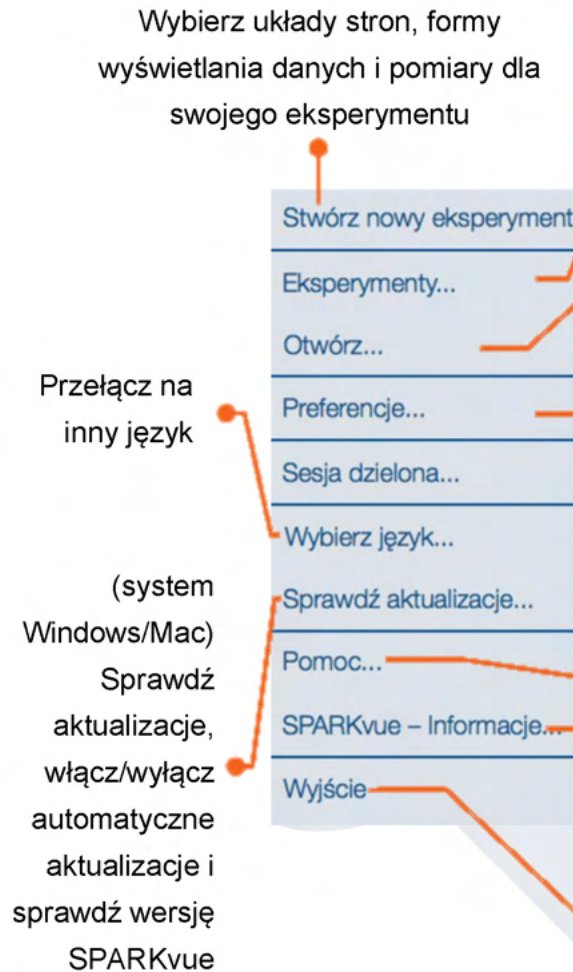 Wybierz układy stron, formy
wyświetlania danych i pomiary dla
swojego eksperymentu
Stwórz nowy eksperyment
Eksperymenty...
Otwórz...
Przełącz na
inny język
Preferencje...
Sesja dzielona...
Wybierz język...
(system
Windows/Mac)
Sprawdź
aktualizacje,
włącz/wyłącz
automatyczne
aktualizacje i
sprawdź wersję
SPARKvue
Sprawdź aktualizacje...
Pomoc...
SPARKvue – Informacje...
Wyjście